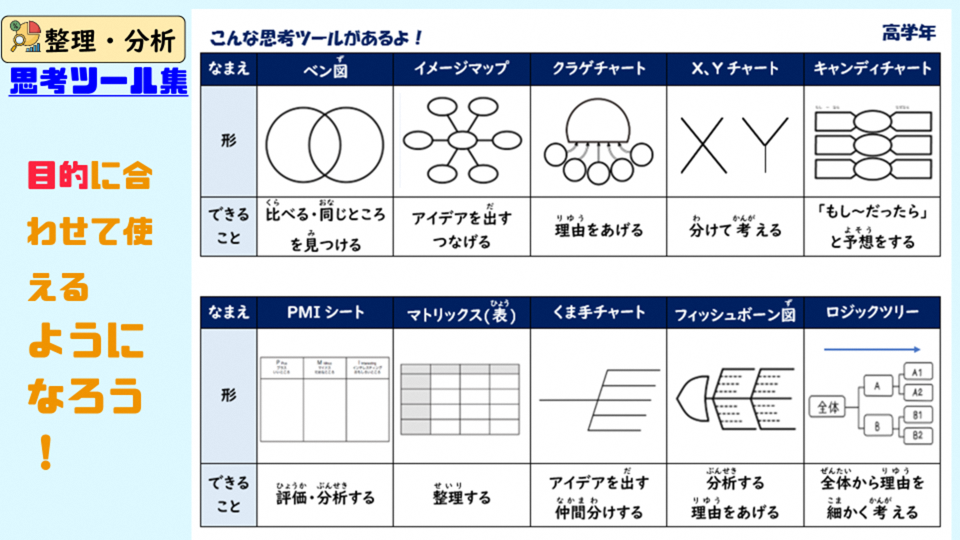 整理・分析
思考ツール集
目的に合
わせて使
える
ように
なろう
！
こんな思考ツールがあるよ！
高学年
なまえ ベン図 イメージマップ クラゲチャート X、Yチャート キャンディチャート
形
できること
比べる・同じところを見つける
アイデアを出すつなげる
理由をあげる
分けて考える
「もし～だったら」と予想をする
なまえ PMIシート マトリックス(表) くま手チャート フィッシュボーン図 ロジックツリー
形
全体
A
B
A1
A2
B1
B2
できること
評価・分析する
整理する
アイデアを出す仲間分けする
分析する理由をあげる
全体から理由を細かく考える